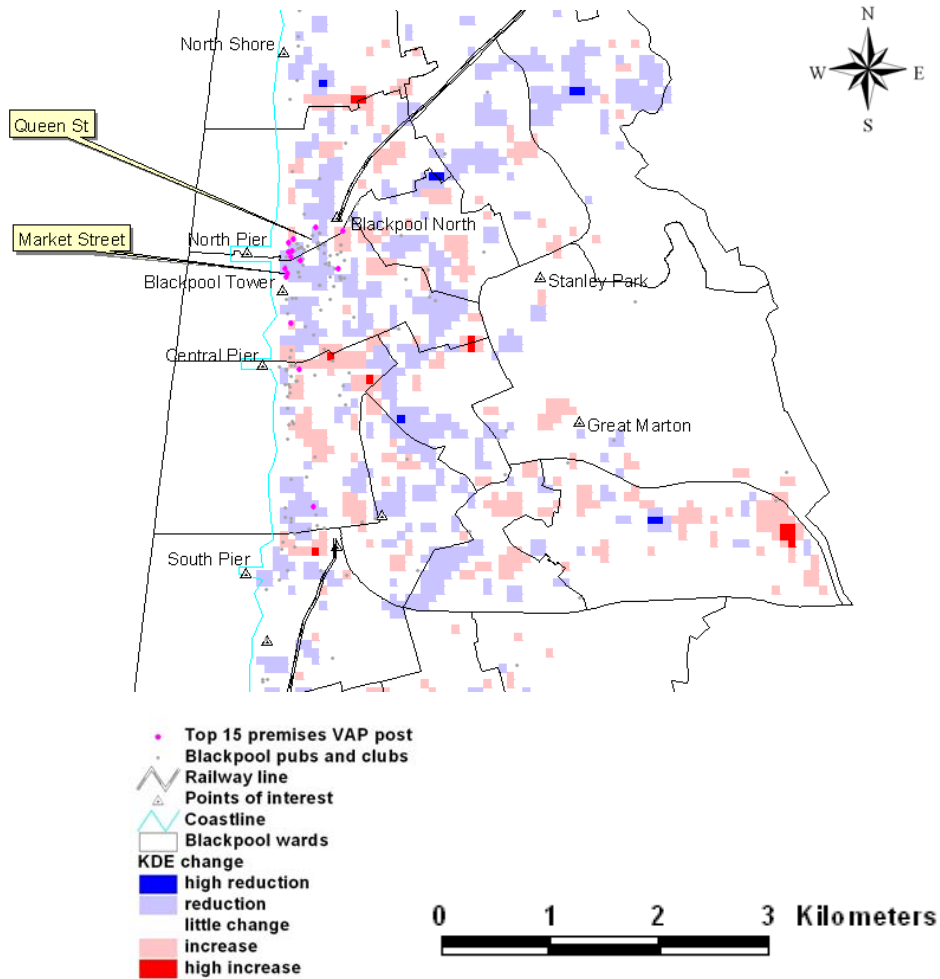 N
North Shore
W
E
S
Queen St
Blackpool North
Market Street
North Pier
Blackpool Tower
Stanley Park
Central Pier
Great Marton
South Pier
Top 15 premises VAP post
Blackpool pubs and clubs
Railway line
Points of interest
Coastline
Blackpool wards
KDE change
high reduction
reduction
little change
increase
high increase
0 1 2 3 Kilometers